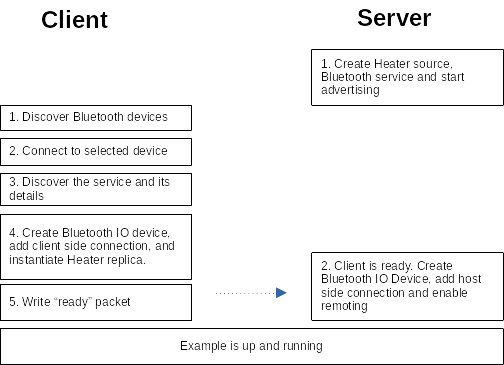 Client
Server
1. Create Heater source,
Bluetooth service and start
advertising
1. Discover Bluetooth devices
2. Connect to selected device
3. Discover the service and its
details
4. Create Bluetooth IO device,
add client side connection, and
instantiate Heater replica.
2. Client is ready. Create
Bluetooth IO Device, add host
side connection and enable
remoting
5. Write “ready” packet
Example is up and running